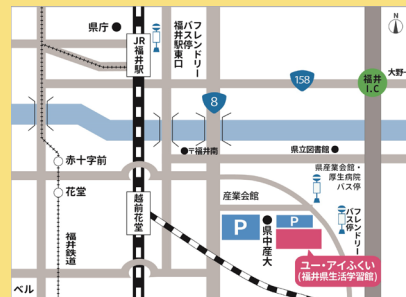 県庁
JR福井駅
フレンドリーバス停
福井駅東口
N
158
福井
I.C
大野
8
〒福井南
県立図書館
赤十字前
県産業会館・
厚生病院
バス停
花堂
産業会館
越前花堂
P
県中産大
P
フレンドリーバス停
福井鉄道
ユー・アイふくい
(福井県生活学習館)
ベル